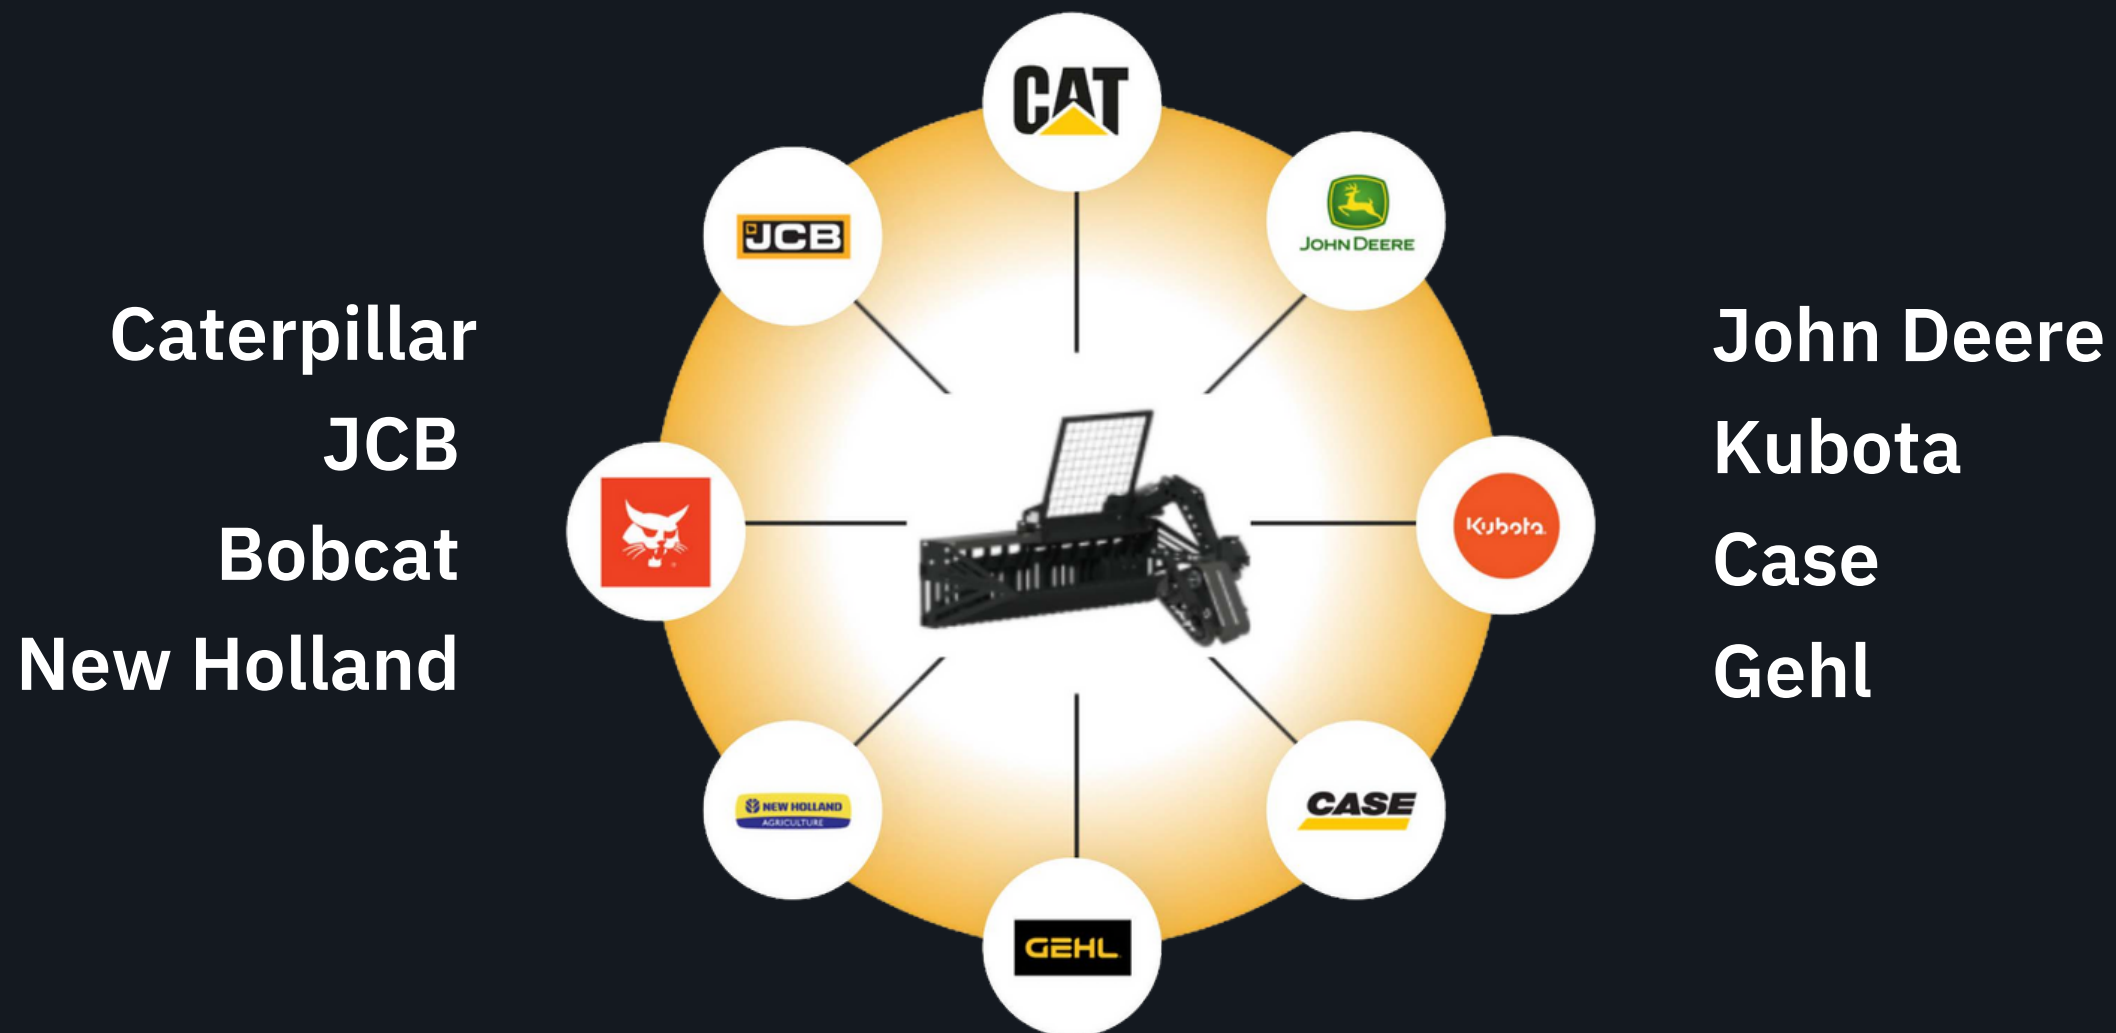 CAT
JCB
JOHN DEERE
Caterpillar
JCB
Bobcat
New Holland
John Deere
Kubota
Case
Gehl
Kubota
NEW HOLLAND
AGRICULTURE
CASE
GEHL